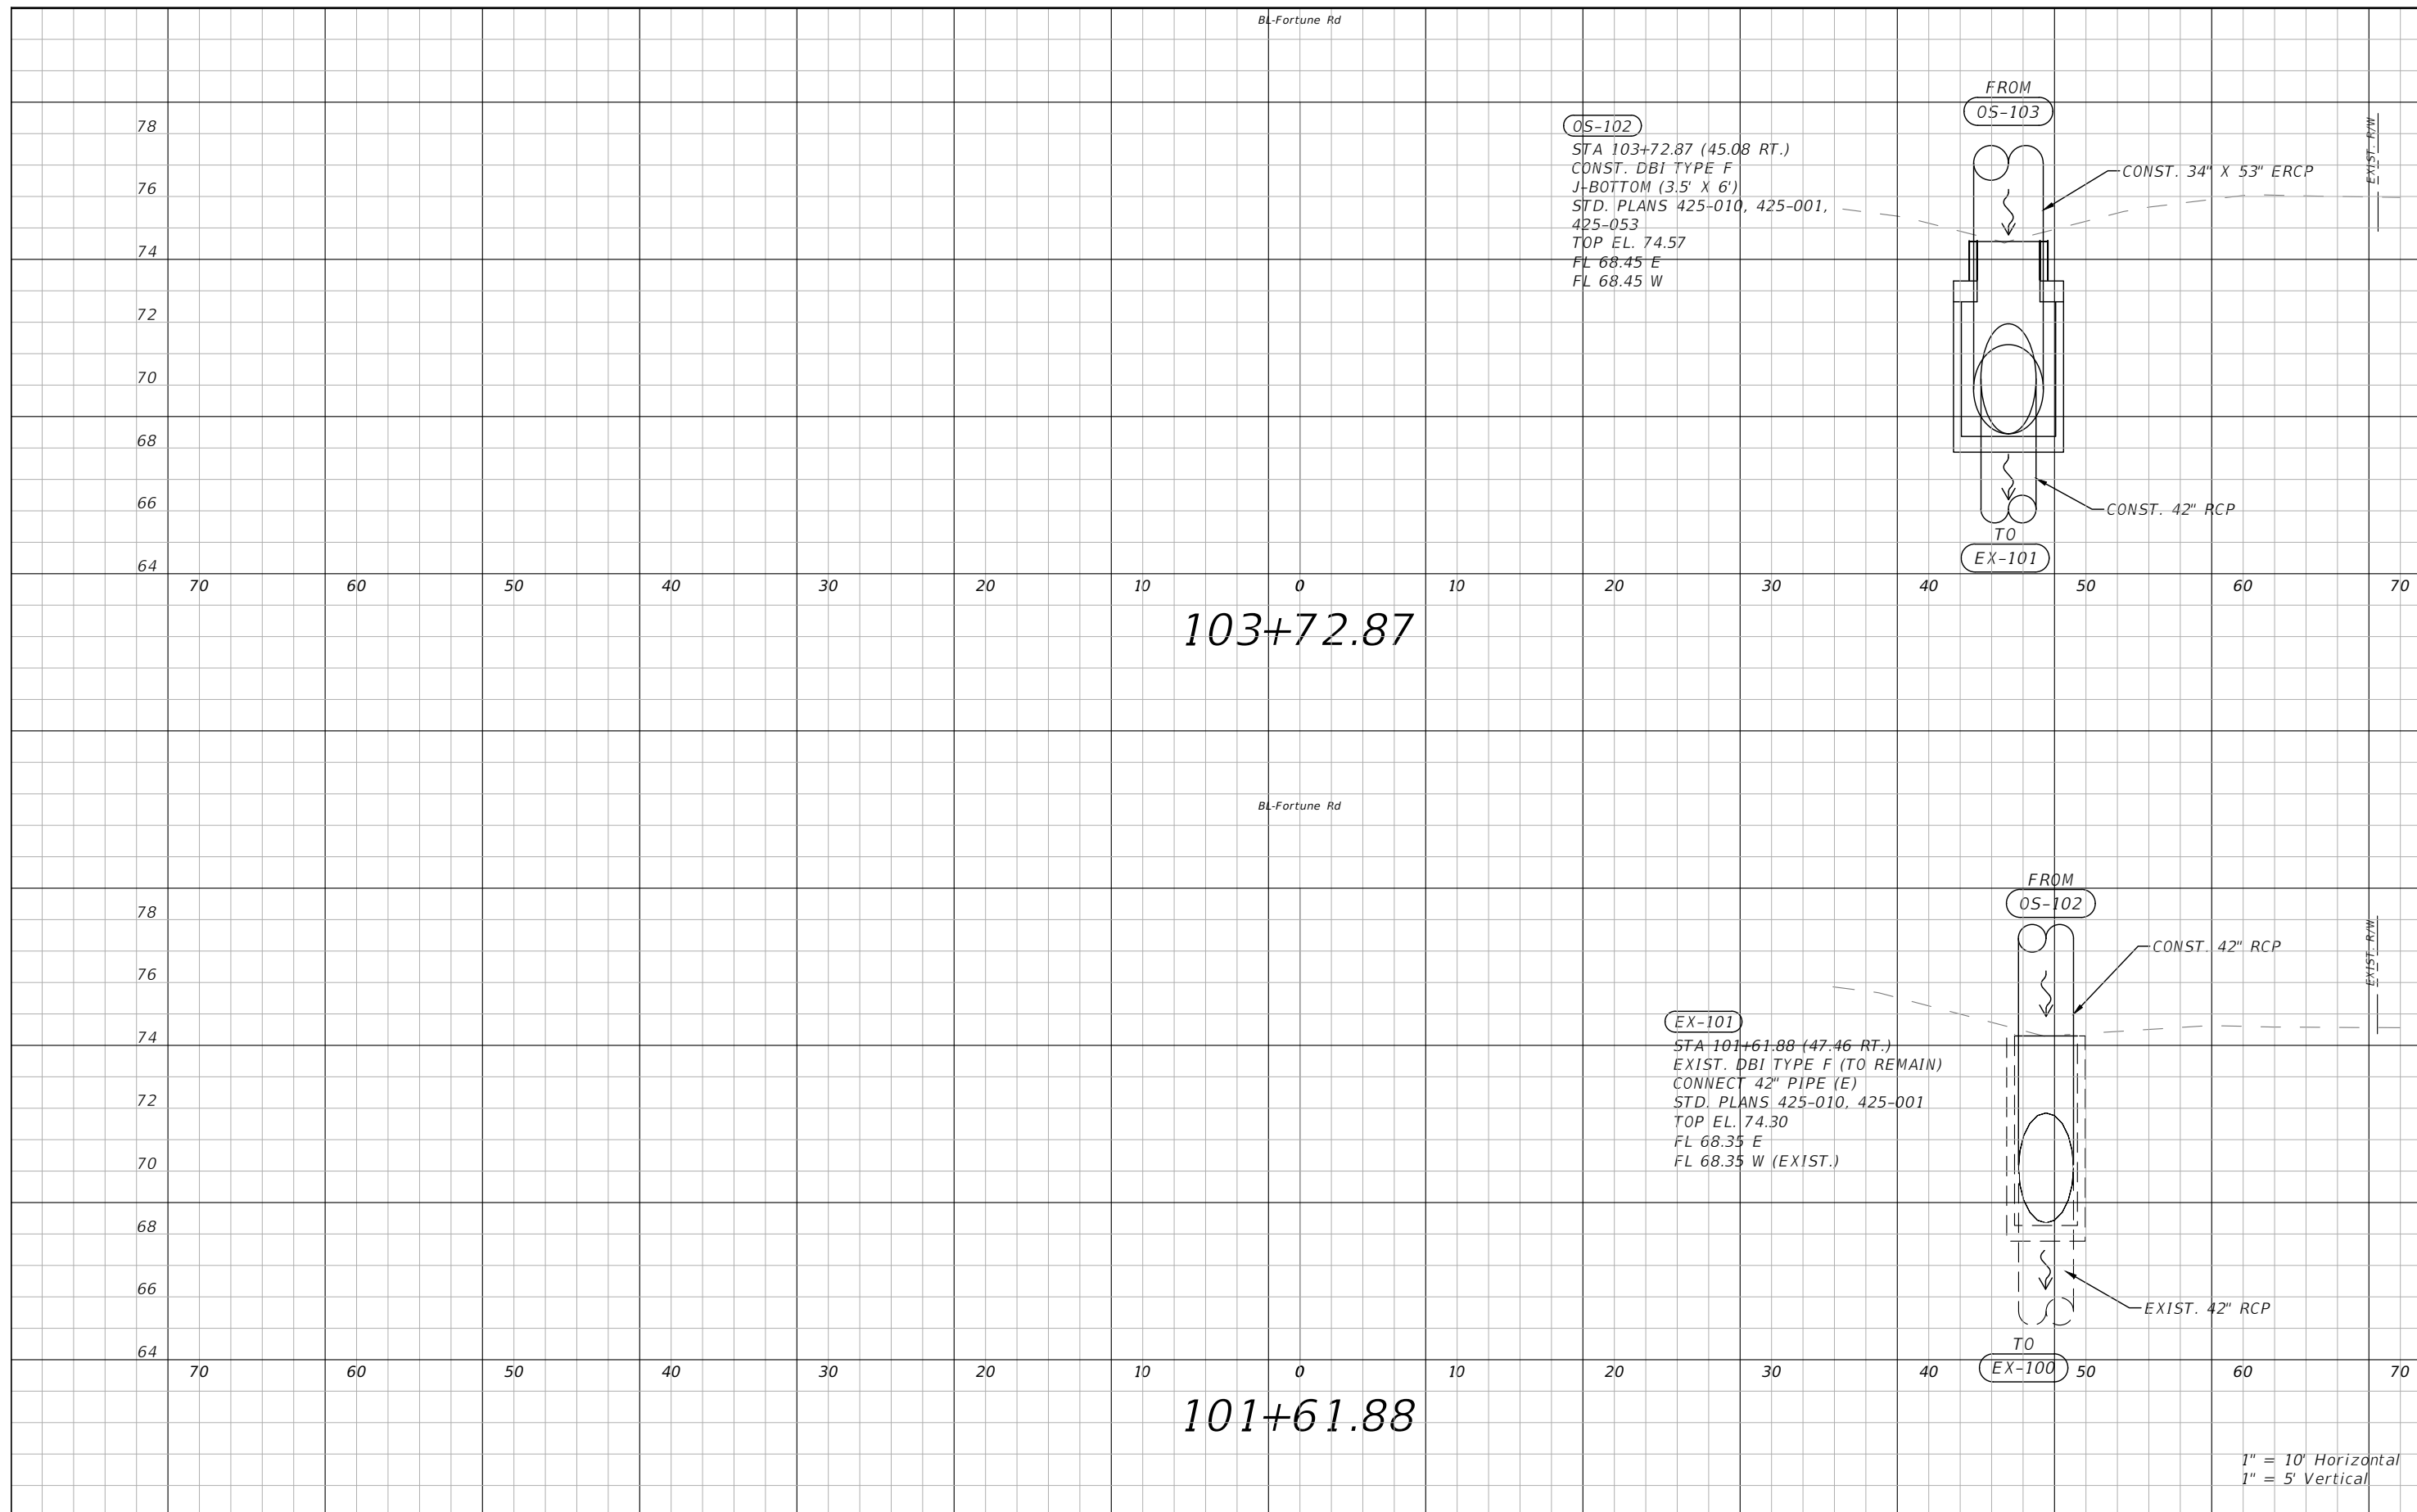 BL-Fortune Rd
FROM
OS-103
78
OS-102
STA 103+72.87 (45.08 RT.)
CONST. DBI TYPE F
J-BOTTOM (3.5' X 6')
STD. PLANS 425-010, 425-001,
425-053
TOP EL. 74.57
FL 68.45 E
FL 68.45 W
CONST. 34" X 53" ERCP
EXIST. R/W
76
74
72
70
68
66
CONST. 42" RCP
TO
EX-101
64
70 60 50 40 30 20 10 0 10 20 30 40 50 60 70
103+72.87
BL-Fortune Rd
FROM
OS-102
78
CONST. 42" RCP
EXIST. R/W
76
EX-101
STA 101+61.88 (47.46 RT.)
EXIST. DBI TYPE F (TO REMAIN)
CONNECT 42" PIPE (E)
STD. PLANS 425-010, 425-001
TOP EL. 74.30
FL 68.35 E
FL 68.35 W (EXIST.)
74
72
70
68
66
EXIST. 42" RCP
TO
EX-100
64
70 60 50 40 30 20 10 0 10 20 30 40 50 60 70
101+61.88
1" = 10' Horizontal
1" = 5' Vertical